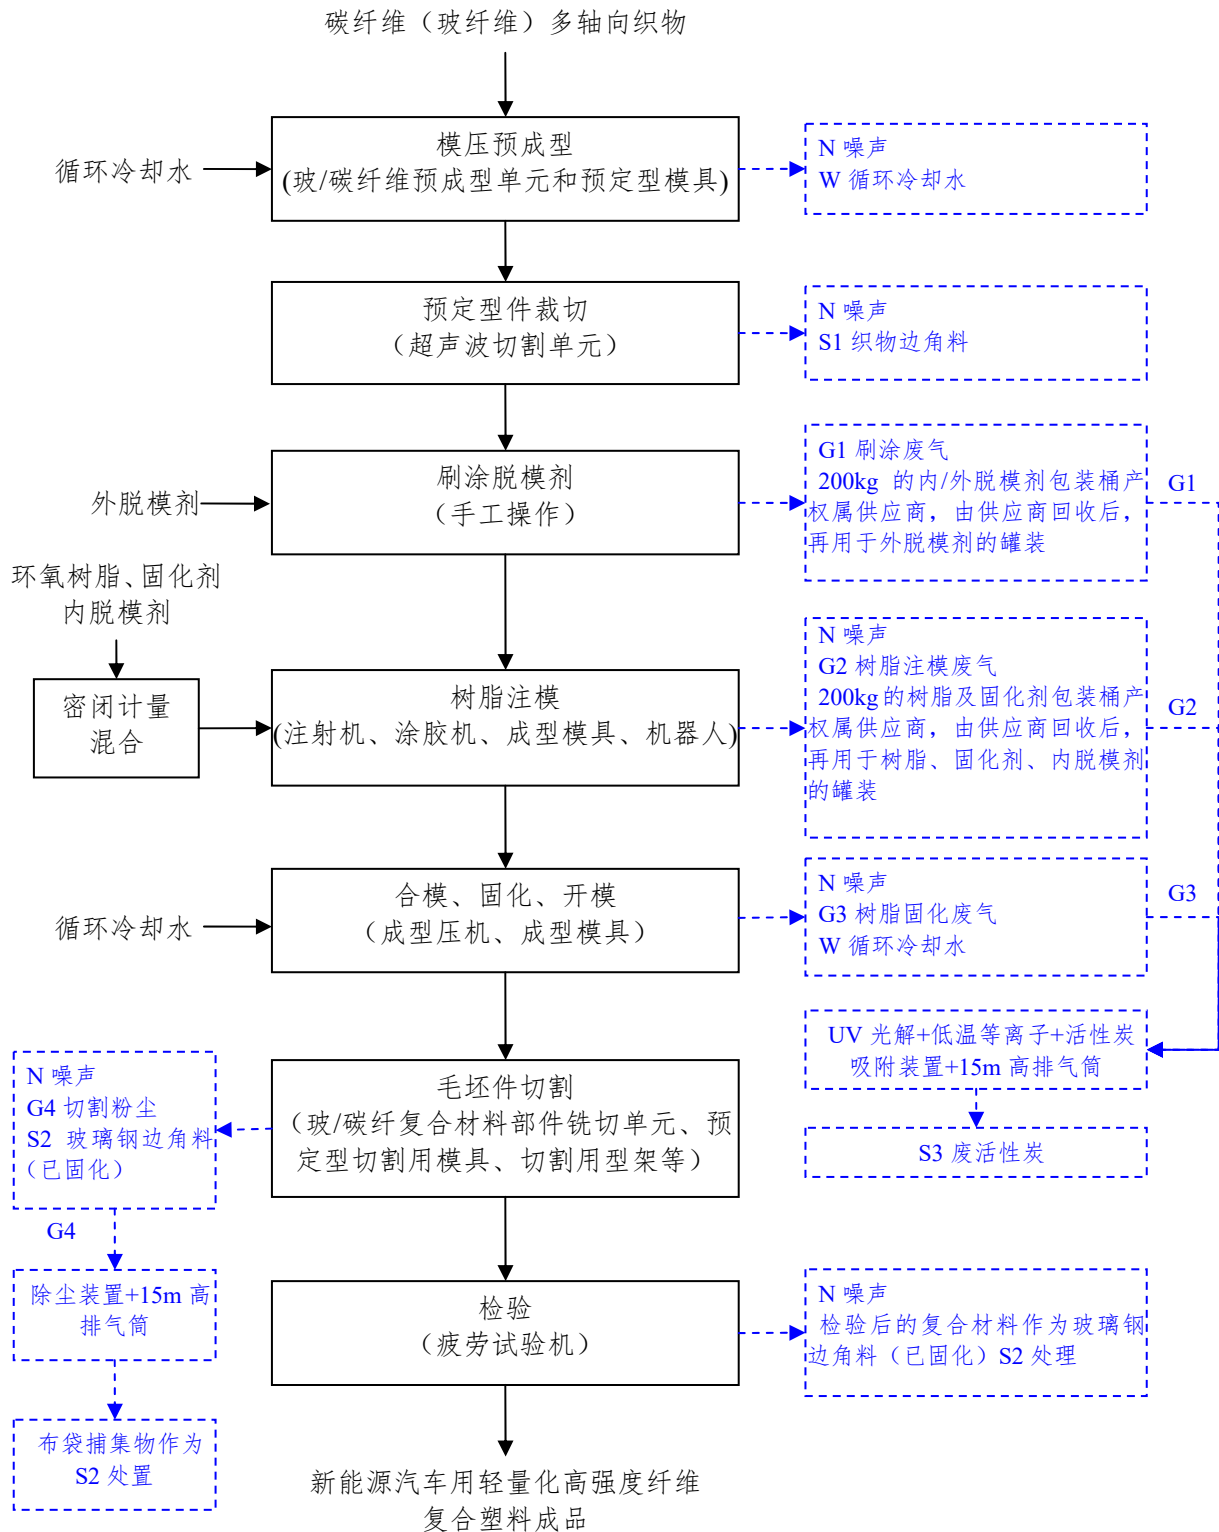 碳纤维（玻纤维）多轴向织物
循环冷却水
模压预成型
(玻/碳纤维预成型单元和预定型模具)
N 噪声
W 循环冷却水
预定型件裁切
（超声波切割单元）
N 噪声
S1 织物边角料
外脱模剂
刷涂脱模剂
（手工操作）
G1 刷涂废气
200kg 的内/外脱模剂包装桶产
权属供应商，由供应商回收后，
再用于外脱模剂的罐装
G1
环氧树脂、固化剂
内脱模剂
密闭计量
混合
树脂注模
(注射机、涂胶机、成型模具、机器人)
N 噪声
G2 树脂注模废气
200kg的树脂及固化剂包装桶产
权属供应商，由供应商回收后，
再用于树脂、固化剂、内脱模剂
的罐装
G2
循环冷却水
合模、固化、开模
（成型压机、成型模具）
N 噪声
G3 树脂固化废气
W 循环冷却水
G3
UV 光解+低温等离子+活性炭
吸附装置+15m 高排气筒
S3 废活性炭
N 噪声
G4 切割粉尘
S2 玻璃钢边角料
（已固化）
毛坯件切割
（玻/碳纤复合材料部件铣切单元、预
定型切割用模具、切割用型架等）
G4
除尘装置+15m 高
排气筒
布袋捕集物作为
S2 处置
检验
（疲劳试验机）
N 噪声
检验后的复合材料作为玻璃钢
边角料（已固化）S2 处理
新能源汽车用轻量化高强度纤维
复合塑料成品